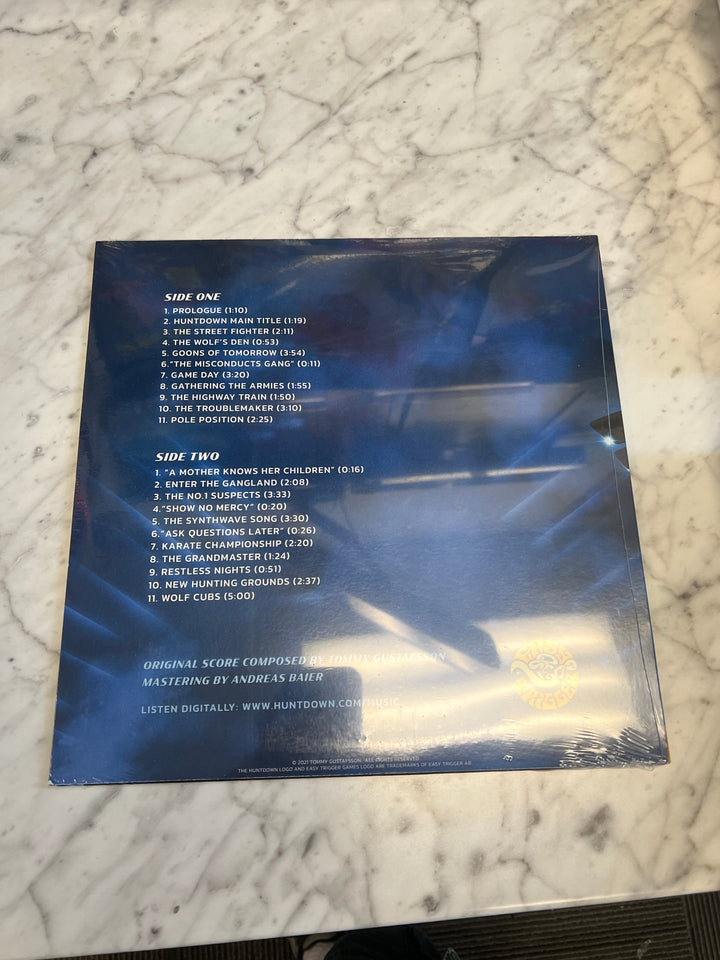 SIDE ONE
1. PROLOGUE (1:10)
2. HUNTDOWN MAIN TITLE (1:19)
3. THE STREET FIGHTER (2:11)
4. THE WOLF'S DEN (0:53)
5. GOONS OF TOMORROW (3:54)
6."THE MISCONDUCTS GANG" (0:11)
7. GAME DAY (3:20)
8. GATHERING THE ARMIES (1:55)
9. THE HIGHWAY TRAIN (1:50)
10. THE TROUBLEMAKER (3:10)
11. POLE POSITION (2:25)
SIDE TWO
1. "A MOTHER KNOWS HER CHILDREN" (0:16)
2. ENTER THE GANGLAND (2:08)
3. THE NO.1 SUSPECTS (3:33)
4."SHOW NO MERCY" (0:20)
5. THE SYNTHWAVE SONG (3:30)
6."ASK QUESTIONS LATER" (0:26)
7. KARATE CHAMPIONSHIP (2:20)
8. THE GRANDMASTER (1:24)
9. RESTLESS NIGHTS (0:51)
10. NEW HUNTING GROUNDS (2:37)
11. WOLF CUBS (5:00)
ORIGINAL SCORE COMPOSED BY TOMMY GUSTAFSSON
MASTERING BY ANDREAS BAIER
LISTEN DIGITALLY: WWW.HUNTDOWN.COM/MUSIC
EASY
TRIGGER
© 2021 TOMMY GUSTAFSSON. ALL RIGHTS RESERVED
THE HUNTDOWN LOGO AND EASY TRIGGER GAMES LOGO ARE TRADEMARKS OF EASY TRIGGER AB.